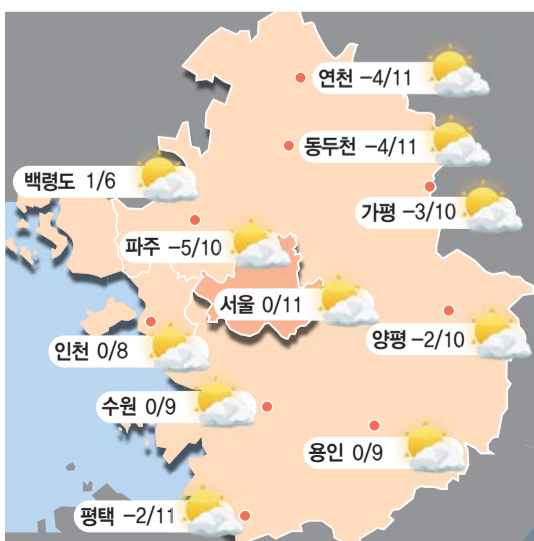 연천 -4/11
동두천 -4/11
백령도 1/6
가평 -3/10
파주 -5/10
서울 0/11
양평 -2/10
인천 0/8
수원 0/9
용인 0/9
평택 -2/11